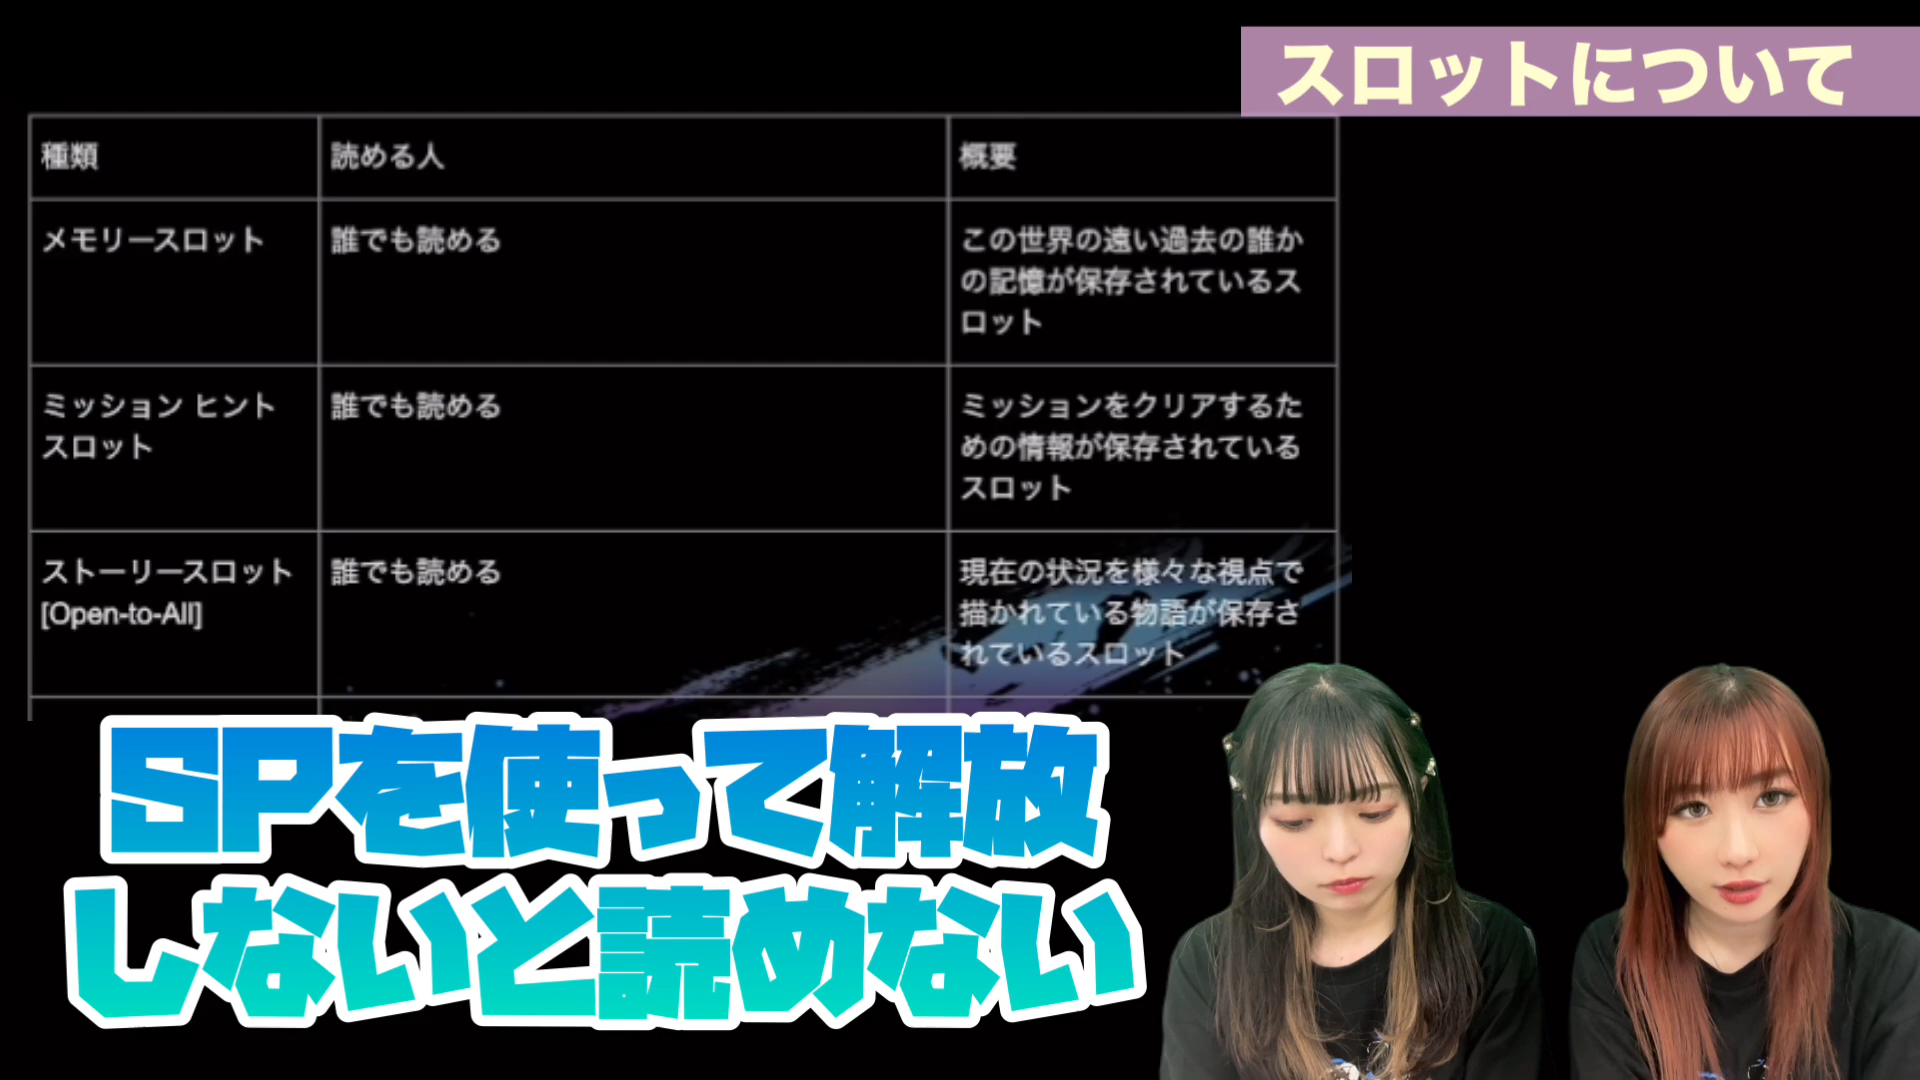 スロットについて
種類
読める人
概要
メモリースロット
誰でも読める
この世界の遠い過去の誰か
の記憶が保存されているス
ロット
ミッション ヒント
スロット
誰でも読める
ミッションをクリアするた
めの情報が保存されている
スロット
ストーリースロット
[Open-to-All]
誰でも読める
現在の状況を様々な視点で
描かれている物語が保存さ
れているスロット
SPを使って解放
しないと読めない